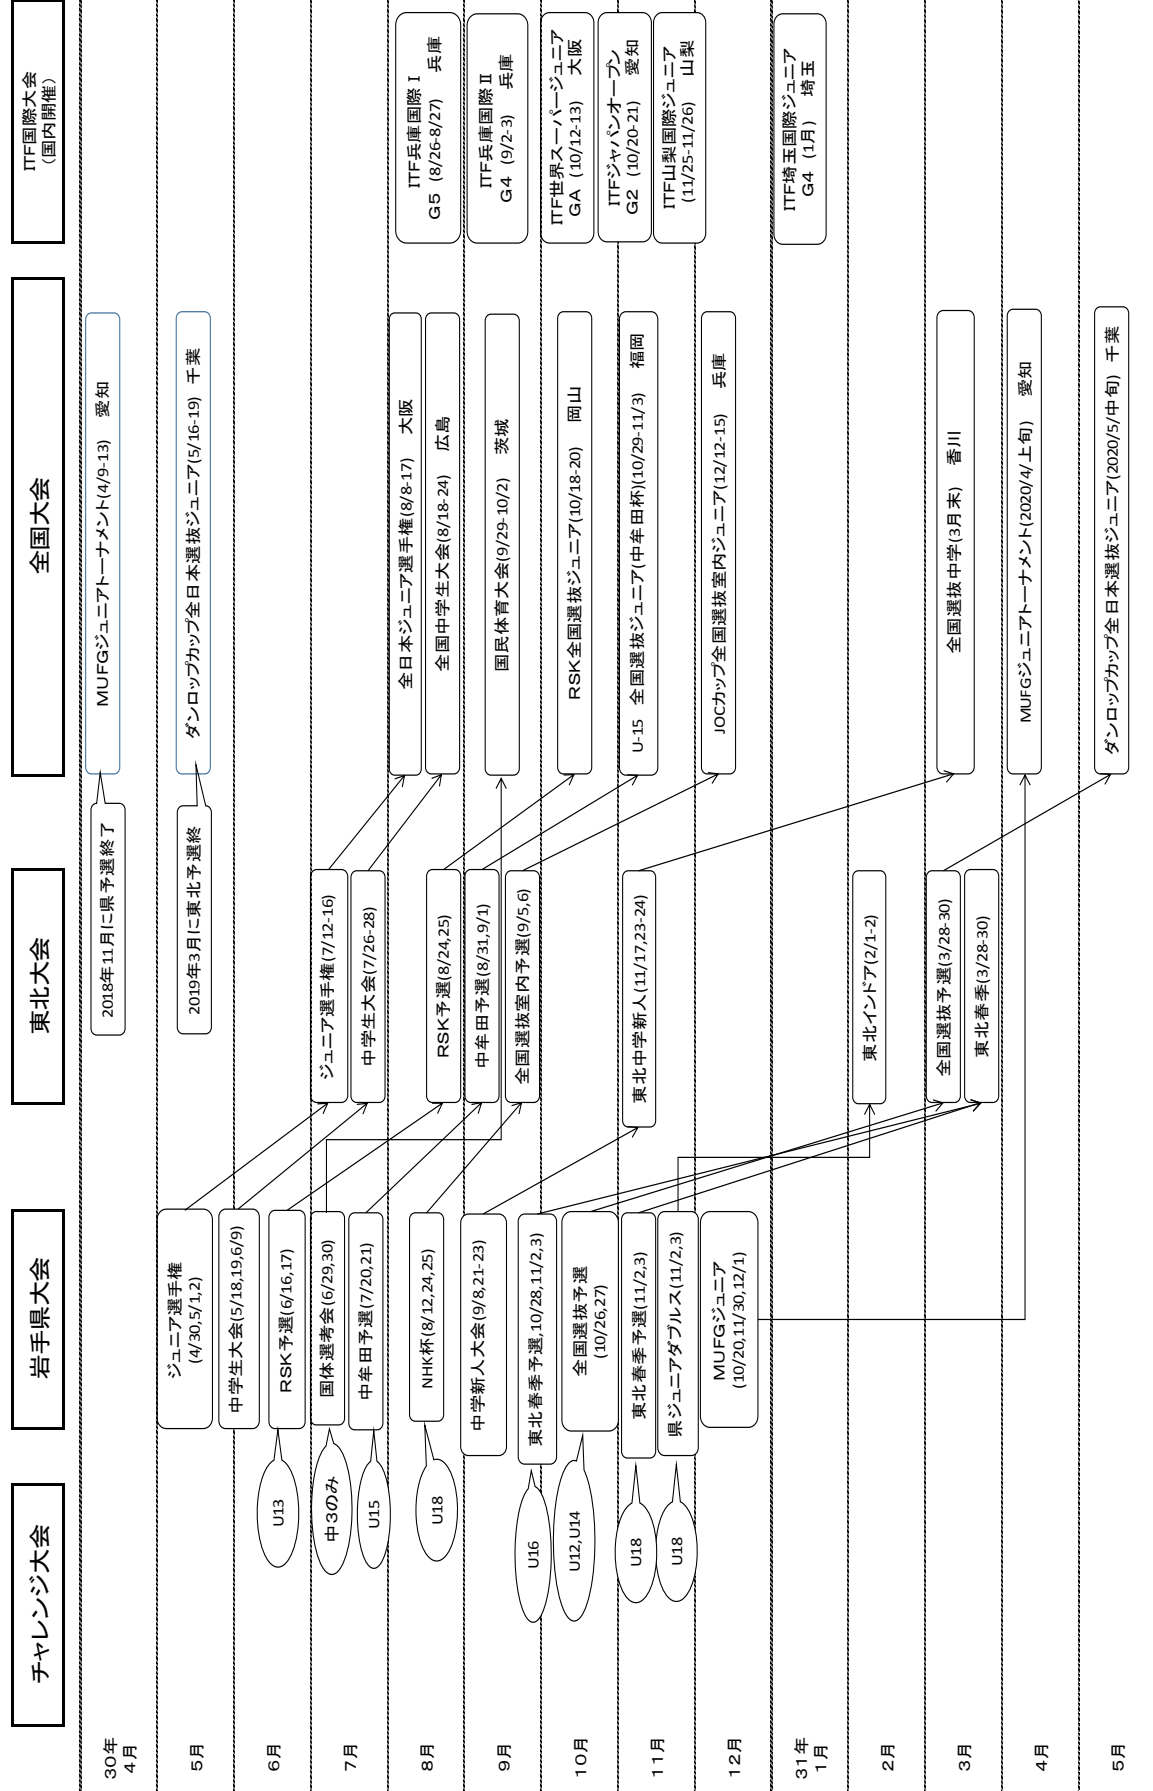 チャレンジ大会
岩手県大会
東北大会
全国大会
ITF国際大会
（国内開催）
30年
4月
2018年11月に県予選終了
MUFGジュニアトーナメント(4/9-13)　愛知
5月
ジュニア選手権
(4/30,5/1,2)
2019年3月に東北予選終
ダンロップカップ全日本選抜ジュニア(5/16-19)　千葉
中学生大会(5/18,19,6/9)
6月
U13
RSK予選(6/16,17)
7月
中３のみ
国体選考会(6/29,30)
ジュニア選手権(7/12-16)
U15
中牟田予選(7/20,21)
中学生大会(7/26-28)
8月
U18
NHK杯(8/12,24,25)
RSK予選(8/24,25)
全日本ジュニア選手権(8/8-17)　大阪
全国中学生大会(8/18-24)　広島
ITF兵庫国際Ⅰ
G5 (8/26-8/27)　兵庫
9月
中学新人大会(9/8,21-23)
中牟田予選(8/31,9/1)
全国選抜室内予選(9/5,6)
国民体育大会(9/29-10/2)　茨城
ITF兵庫国際Ⅱ
G4 (9/2-3)　兵庫
U16
東北春季予選,10/28,11/2,3)
10月
U12,U14
全国選抜予選
(10/26,27)
RSK全国選抜ジュニア(10/18-20)　岡山
ITF世界スーパージュニア
GA (10/12-13)　大阪
ITFジャパンオープン
G2 (10/20-21)　愛知
11月
U18
東北春季予選(11/2,3)
U18
県ジュニアダブルス(11/2,3)
東北中学新人(11/17,23-24)
U-15　全国選抜ジュニア(中牟田杯)(10/29-11/3)　福岡
ITF山梨国際ジュニア
(11/25-11/26)　山梨
12月
MUFGジュニア
(10/20,11/30,12/1)
JOCカップ全国選抜室内ジュニア(12/12-15)　兵庫
31年
1月
ITF埼玉国際ジュニア
G4 (1月)　埼玉
2月
東北インドア(2/1-2)
3月
全国選抜予選(3/28-30)
東北春季(3/28-30)
全国選抜中学(3月末)　香川
4月
MUFGジュニアトーナメント(2020/4/上旬)　愛知
5月
ダンロップカップ全日本選抜ジュニア(2020/5/中旬)　千葉